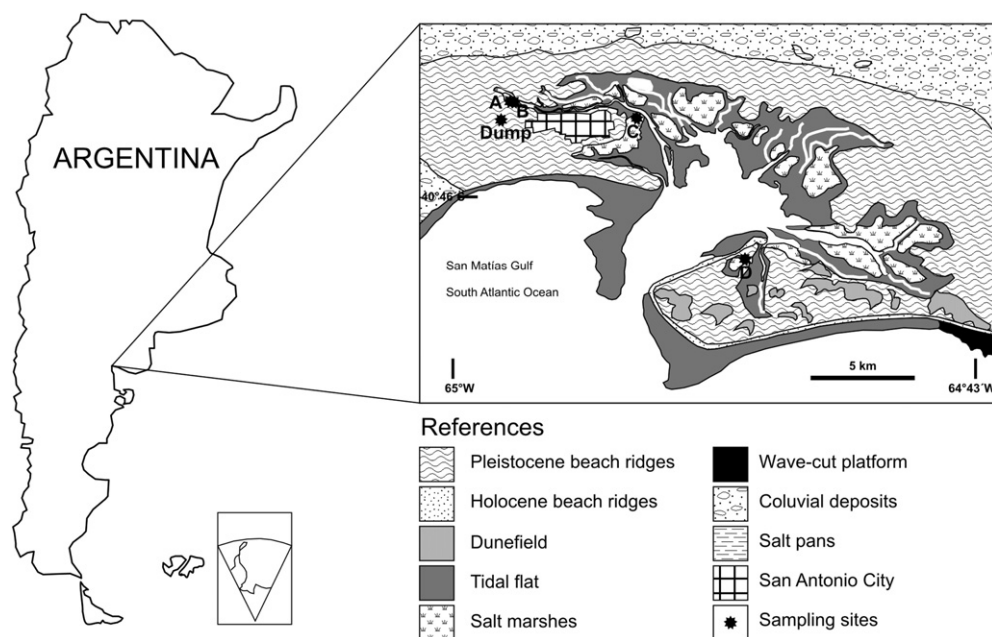 ARGENTINA
A
B
Dump
C
40°46´S
San Matías Gulf
South Atlantic Ocean
D
5 km
65°W
64°43´W
References
Pleistocene beach ridges
Holocene beach ridges
Dunefield
Tidal flat
Salt marshes
Wave-cut platform
Coluvial deposits
Salt pans
San Antonio City
Sampling sites